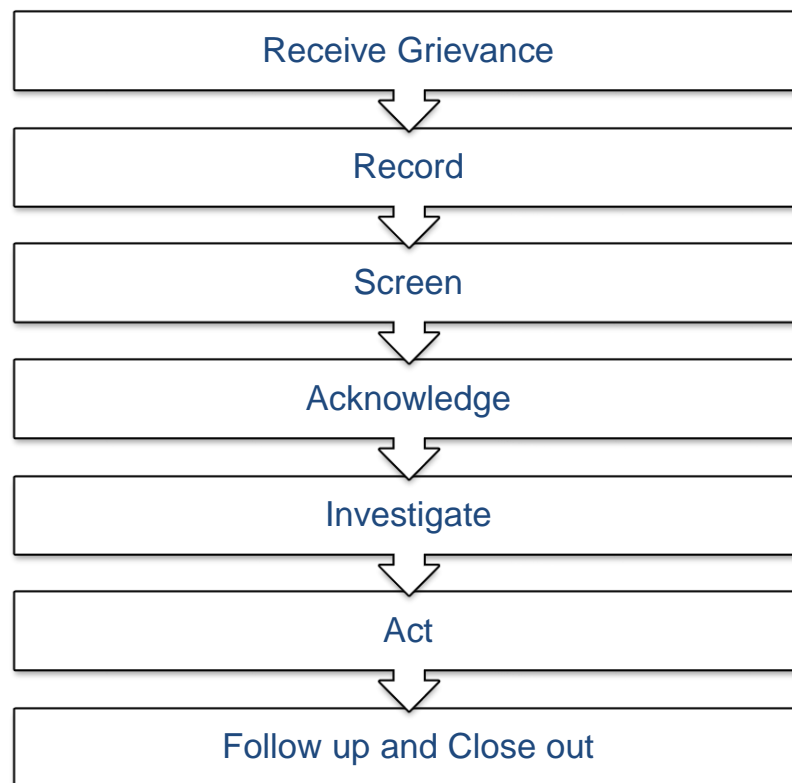 Receive Grievance
Record
Screen
Acknowledge
Investigate
Act
Follow up and Close out